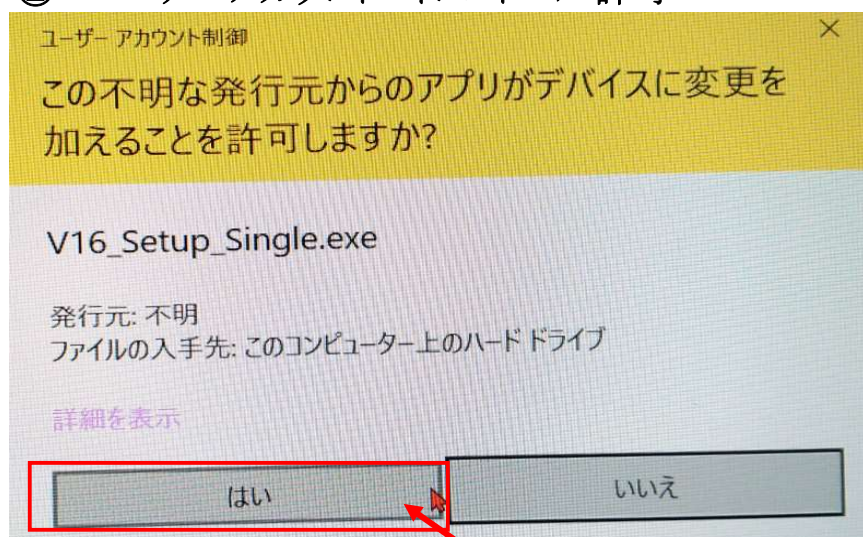 ユーザー アカウント制御
×
この不明な発行元からのアプリがデバイスに変更を
加えることを許可しますか?
V16_Setup_Single.exe
発行元: 不明
ファイルの入手先: このコンピューター上のハード ドライブ
詳細を表示
はい
いいえ